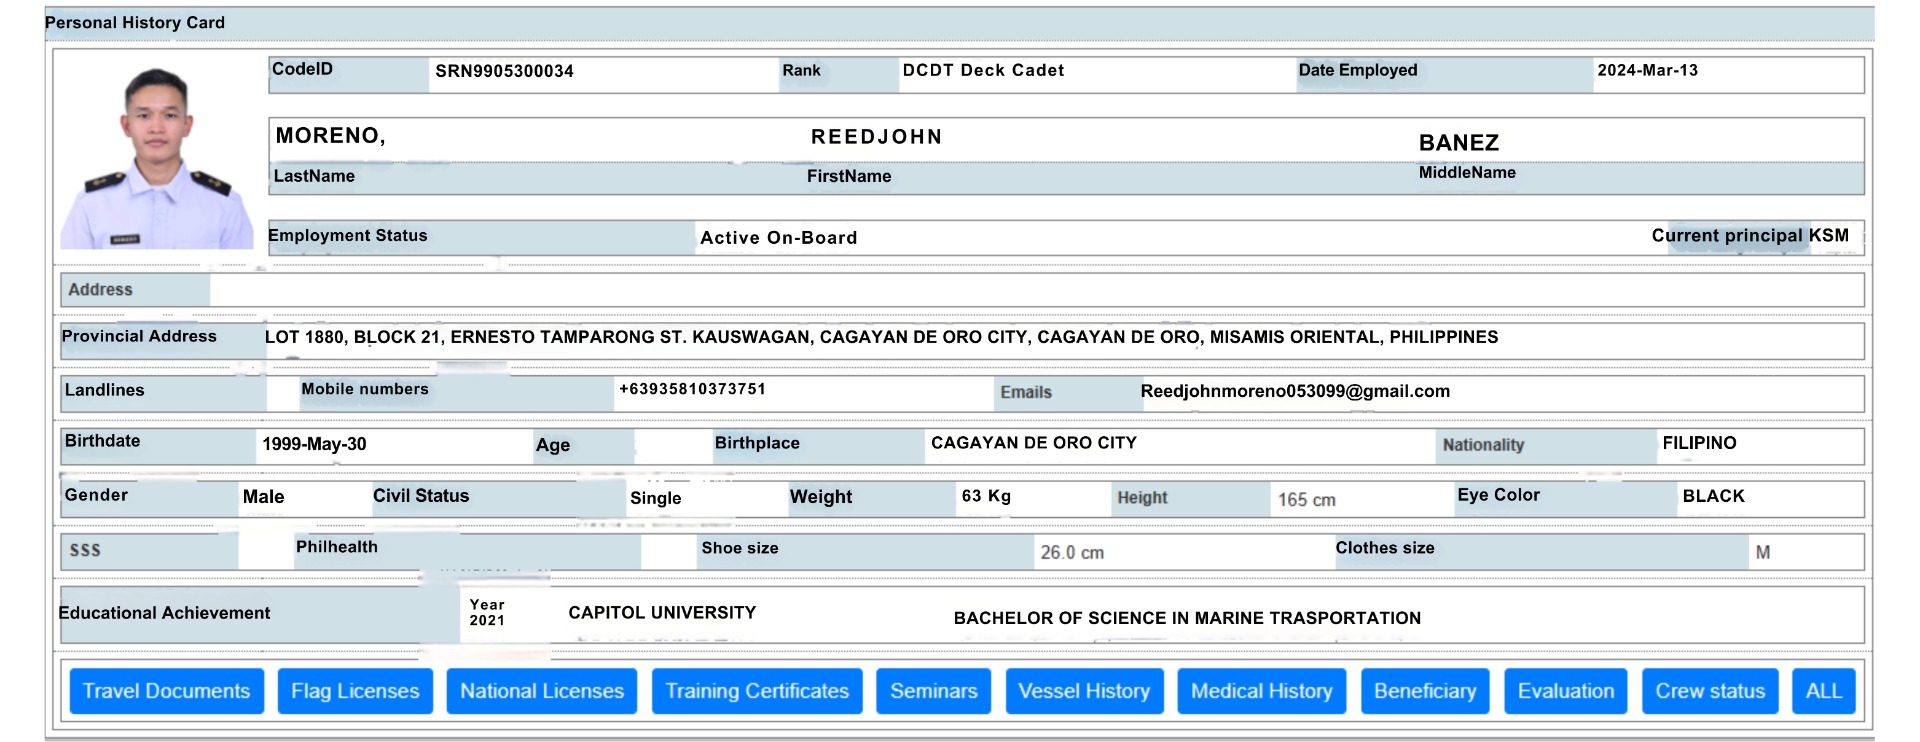 Personal History Card
CodeID SRN9905300034 Rank DCDT Deck Cadet Date Employed 2024-Mar-13
MORENO, REEDJOHN BANEZ
LastName FirstName MiddleName
Employment Status Active On-Board Current principal KSM
Address
Provincial Address LOT 1880, BLOCK 21, ERNESTO TAMPARONG ST. KAUSWAGAN, CAGAYAN DE ORO CITY, CAGAYAN DE ORO, MISAMIS ORIENTAL, PHILIPPINES
Landlines Mobile numbers +63935810373751 Emails Reedjohnmoreno053099@gmail.com
Birthdate 1999-May-30 Age Birthplace CAGAYAN DE ORO CITY Nationality FILIPINO
Gender Male Civil Status Single Weight 63 Kg Height 165 cm Eye Color BLACK
SSS Philhealth Shoe size 26.0 cm Clothes size M
Educational Achievement Year 2021 CAPITOL UNIVERSITY BACHELOR OF SCIENCE IN MARINE TRASPORTATION
Travel Documents Flag Licenses National Licenses Training Certificates Seminars Vessel History Medical History Beneficiary Evaluation Crew status ALL